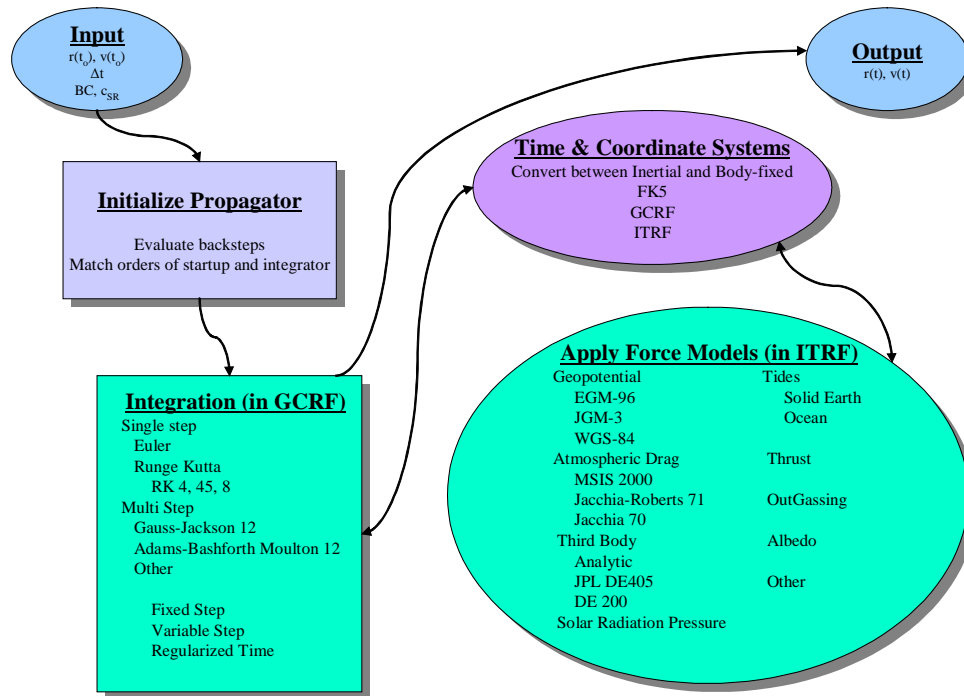 Input
r(t_o), v(t_o)
Δt
BC, c_SR
Output
r(t), v(t)
Time & Coordinate Systems
Convert between Inertial and Body-fixed
FK5
GCRF
ITRF
Initialize Propagator
Evaluate backsteps
Match orders of startup and integrator
Integration (in GCRF)
Single step
Euler
Runge Kutta
RK 4, 45, 8
Multi Step
Gauss-Jackson 12
Adams-Bashforth Moulton 12
Other
Fixed Step
Variable Step
Regularized Time
Apply Force Models (in ITRF)
Geopotential
EGM-96
JGM-3
WGS-84
Atmospheric Drag
MSIS 2000
Jacchia-Roberts 71
Jacchia 70
Third Body
Analytic
JPL DE405
DE 200
Solar Radiation Pressure
Tides
Solid Earth
Ocean
Thrust
OutGassing
Albedo
Other